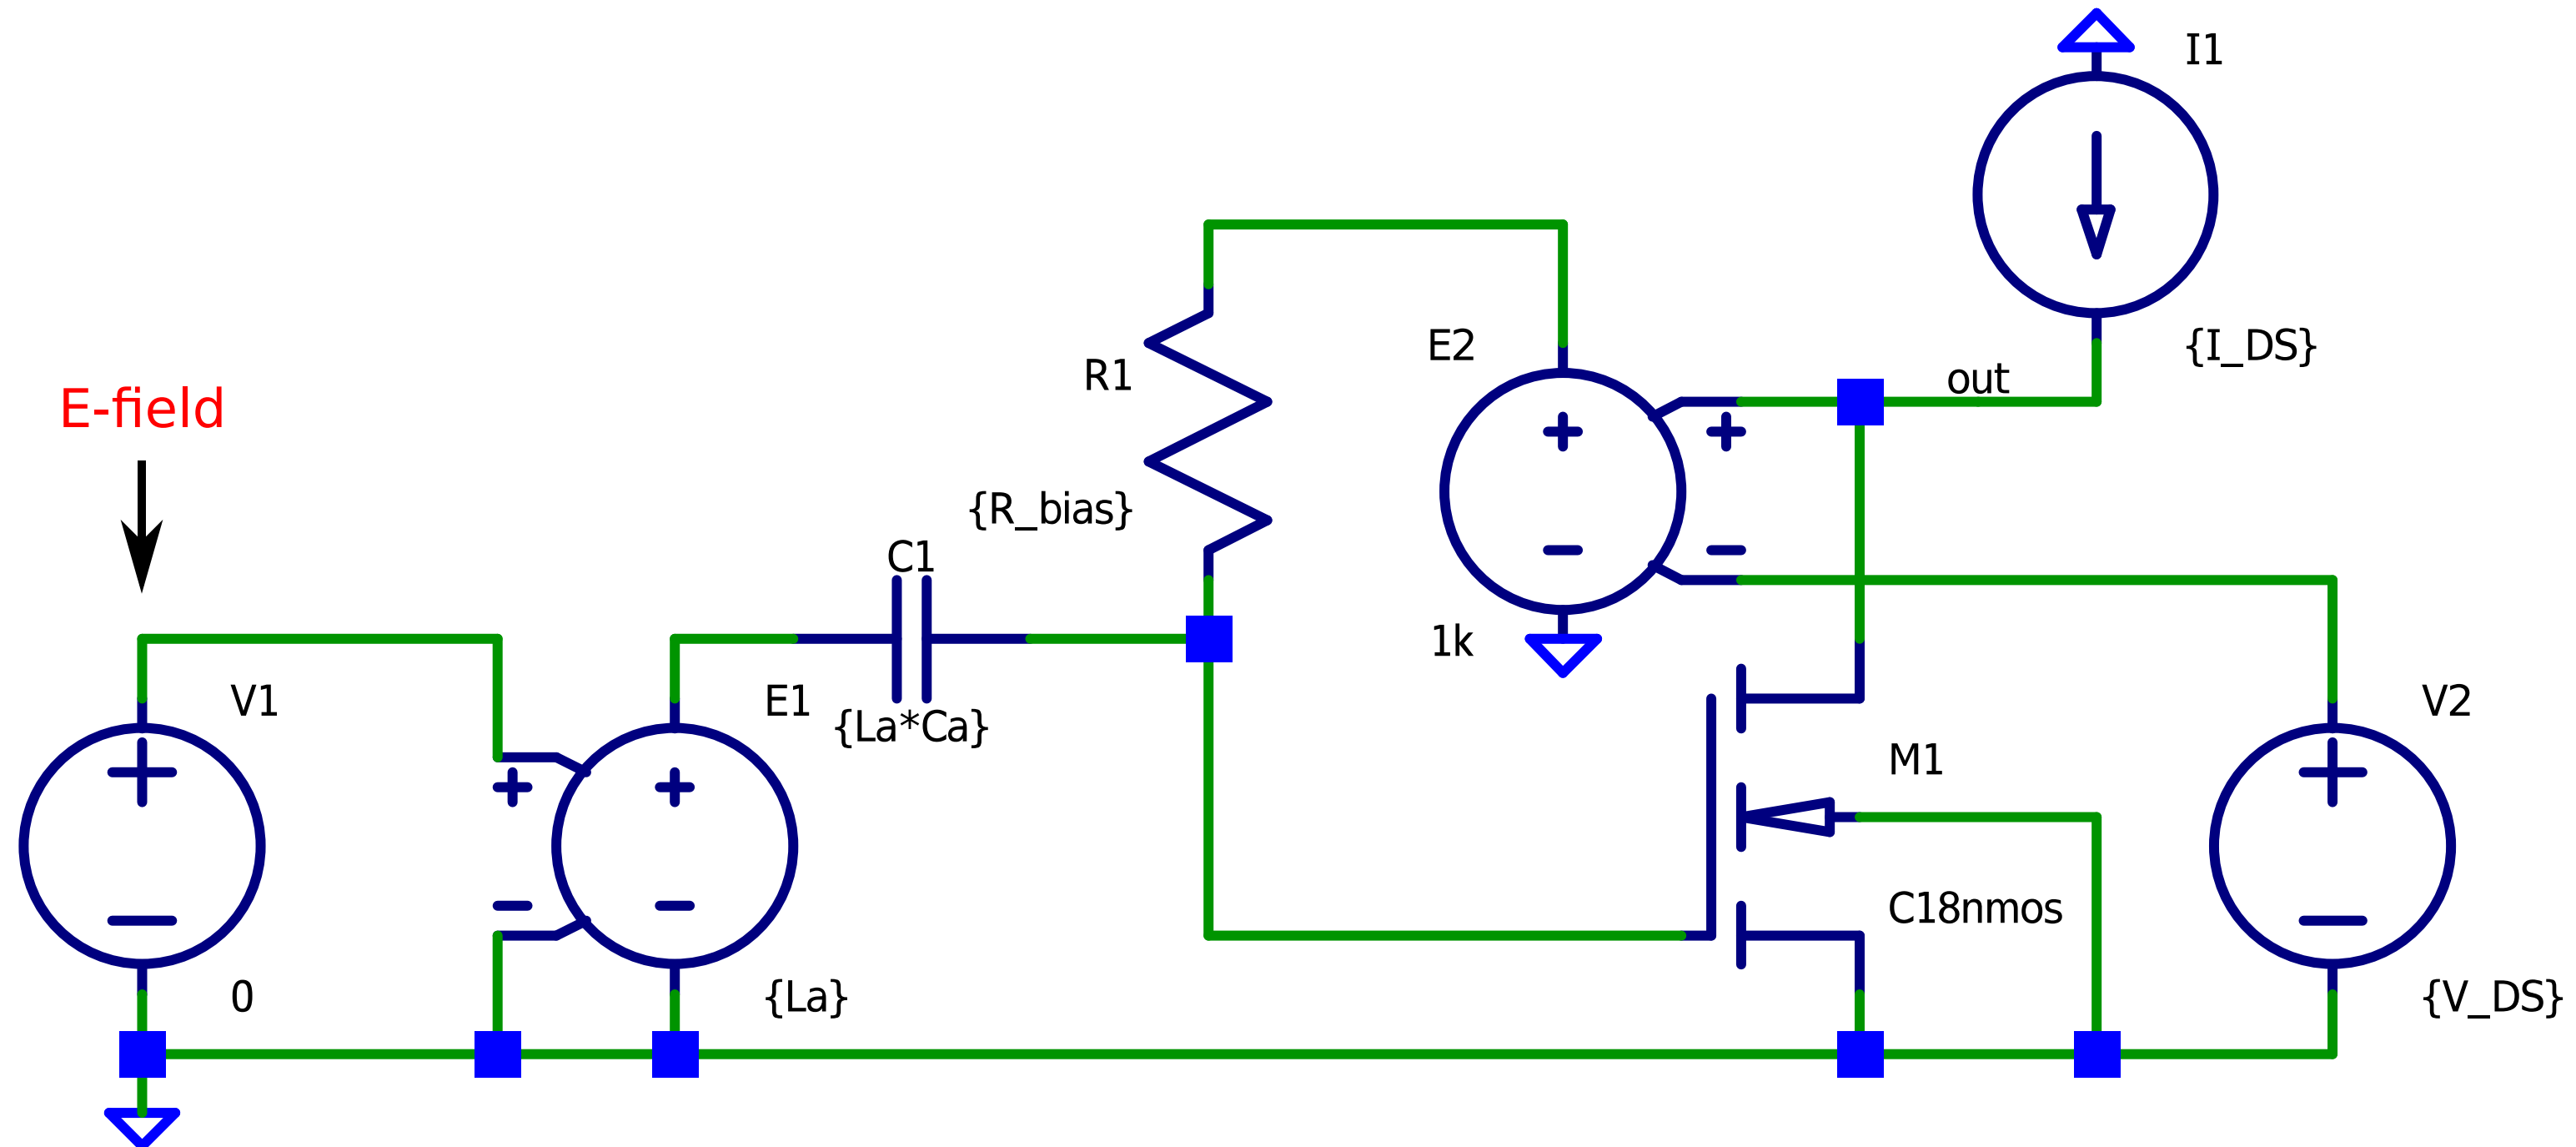 I1
{I_DS}
out
E2
R1
E-field
{R_bias}
C1
1k
V1
E1
{La*Ca}
V2
M1
C18nmos
0
{La}
{V_DS}